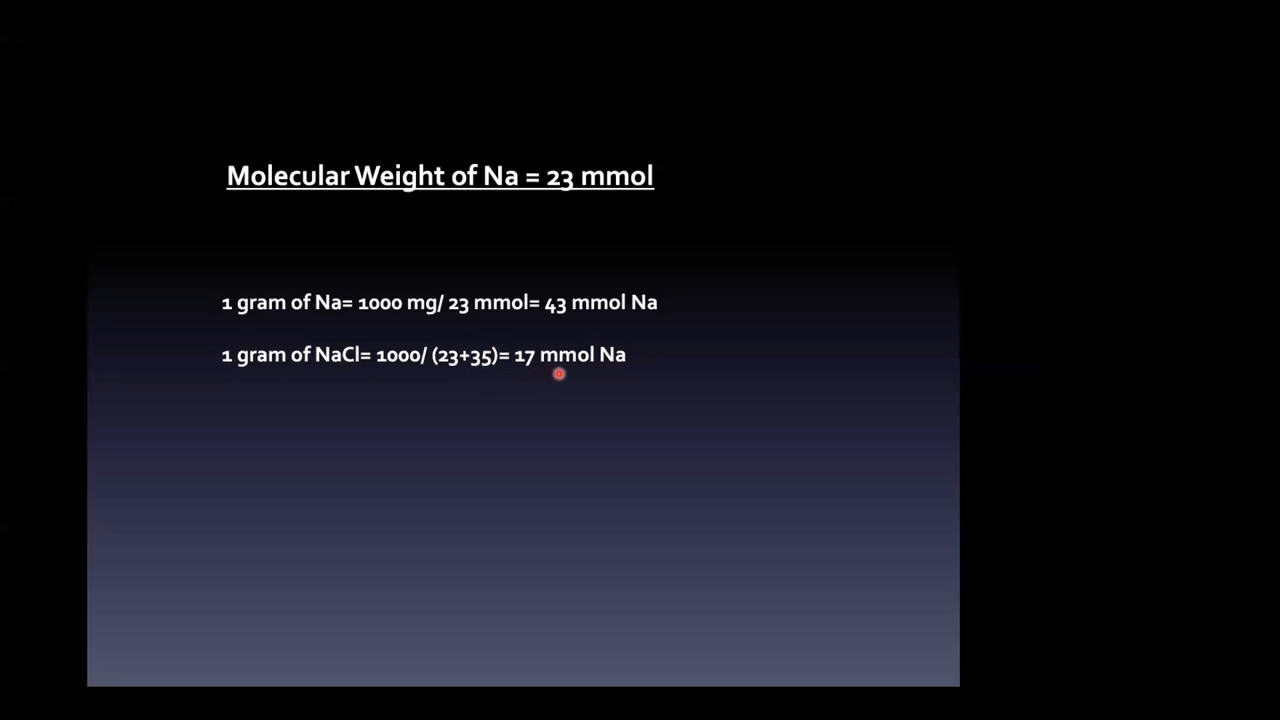 Molecular Weight of Na = 23 mmol
1 gram of Na= 1000 mg/ 23 mmol= 43 mmol Na
1 gram of NaCl= 1000/ (23+35)= 17 mmol Na